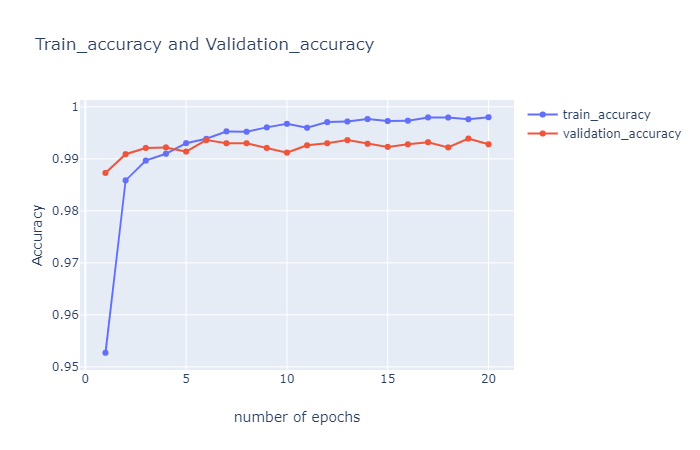 Train_accuracy and Validation_accuracy
train_accuracy
validation_accuracy
1
0.99
0.98
0.97
0.96
0.95
Accuracy
0
5
10
15
20
number of epochs